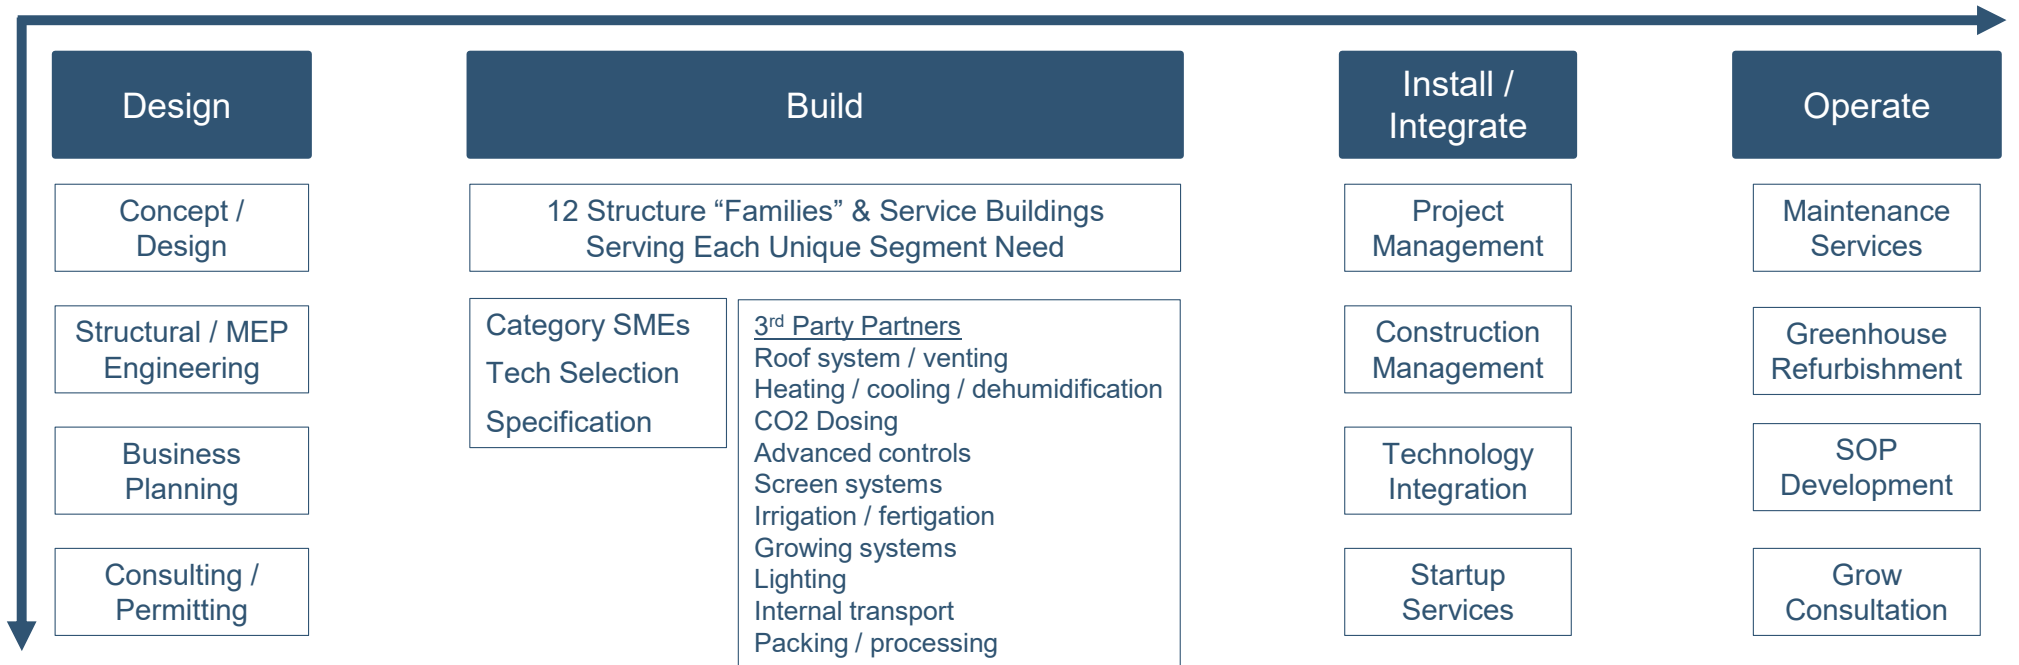 Design
Concept /
Design
Structural / MEP
Engineering
Business
Planning
Consulting /
Permitting
Build
12 Structure “Families” & Service Buildings
Serving Each Unique Segment Need
Category SMEs
Tech Selection
Specification
3rd Party Partners
Roof system / venting
Heating / cooling / dehumidification
CO2 Dosing
Advanced controls
Screen systems
Irrigation / fertigation
Growing systems
Lighting
Internal transport
Packing / processing
Install /
Integrate
Project
Management
Construction
Management
Technology
Integration
Startup
Services
Operate
Maintenance
Services
Greenhouse
Refurbishment
SOP
Development
Grow
Consultation